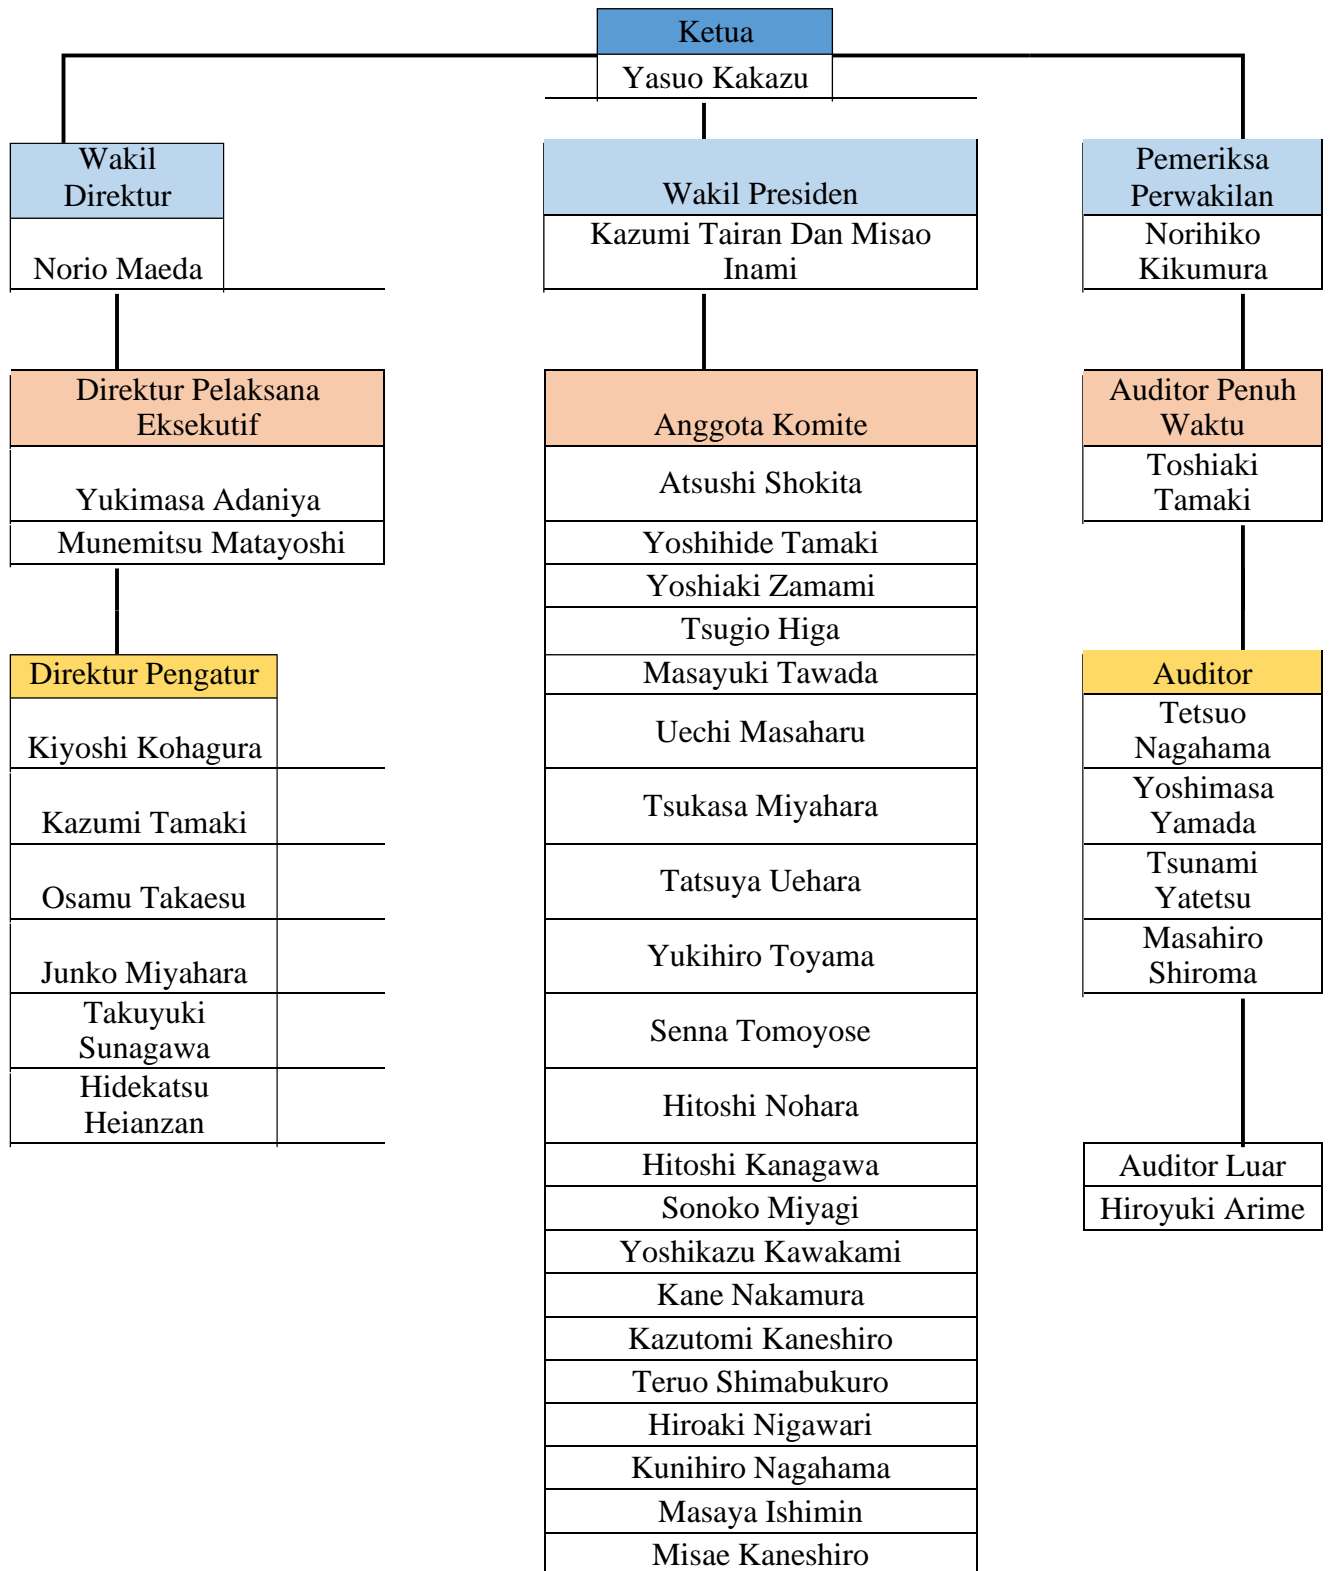 Ketua
Yasuo Kakazu
Wakil
Direktur
Norio Maeda
Wakil Presiden
Kazumi Tairan Dan Misao
Inami
Pemeriksa
Perwakilan
Norihiko
Kikumura
Direktur Pelaksana
Eksekutif
Yukimasa Adaniya
Munemitsu Matayoshi
Direktur Pengatur
Kiyoshi Kohagura
Kazumi Tamaki
Osamu Takaesu
Junko Miyahara
Takuyuki
Sunagawa
Hidekatsu
Heianzan
Anggota Komite
Atsushi Shokita
Yoshihide Tamaki
Yoshiaki Zamami
Tsugio Higa
Masayuki Tawada
Uechi Masaharu
Tsukasa Miyahara
Tatsuya Uehara
Yukihiro Toyama
Senna Tomoyose
Hitoshi Nohara
Hitoshi Kanagawa
Sonoko Miyagi
Yoshikazu Kawakami
Kane Nakamura
Kazutomi Kaneshiro
Teruo Shimabukuro
Hiroaki Nigawari
Kunihiro Nagahama
Masaya Ishimin
Misae Kaneshiro
Auditor Penuh
Waktu
Toshiaki
Tamaki
Auditor
Tetsuo
Nagahama
Yoshimasa
Yamada
Tsunami
Yatetsu
Masahiro
Shiroma
Auditor Luar
Hiroyuki Arime